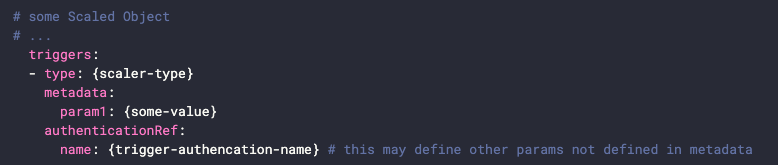 # some Scaled Object
# ...
  triggers:
  - type: {scaler-type}
    metadata:
      param1: {some-value}
    authenticationRef:
      name: {trigger-authencation-name} # this may define other params not defined in metadata